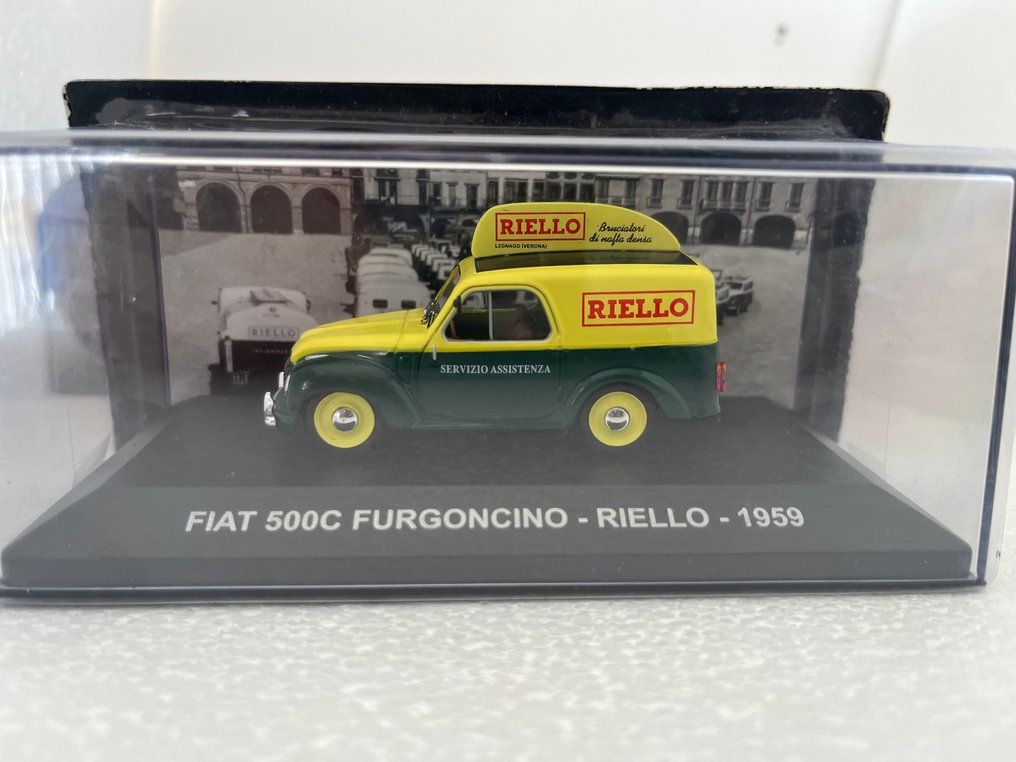 RIELLO
LEGNAGO (VERONA)
Bruciatori
di nafta densa
RIELLO
RIELLO
SERVIZIO ASSISTENZA
FIAT 500C FURGONCINO - RIELLO - 1959